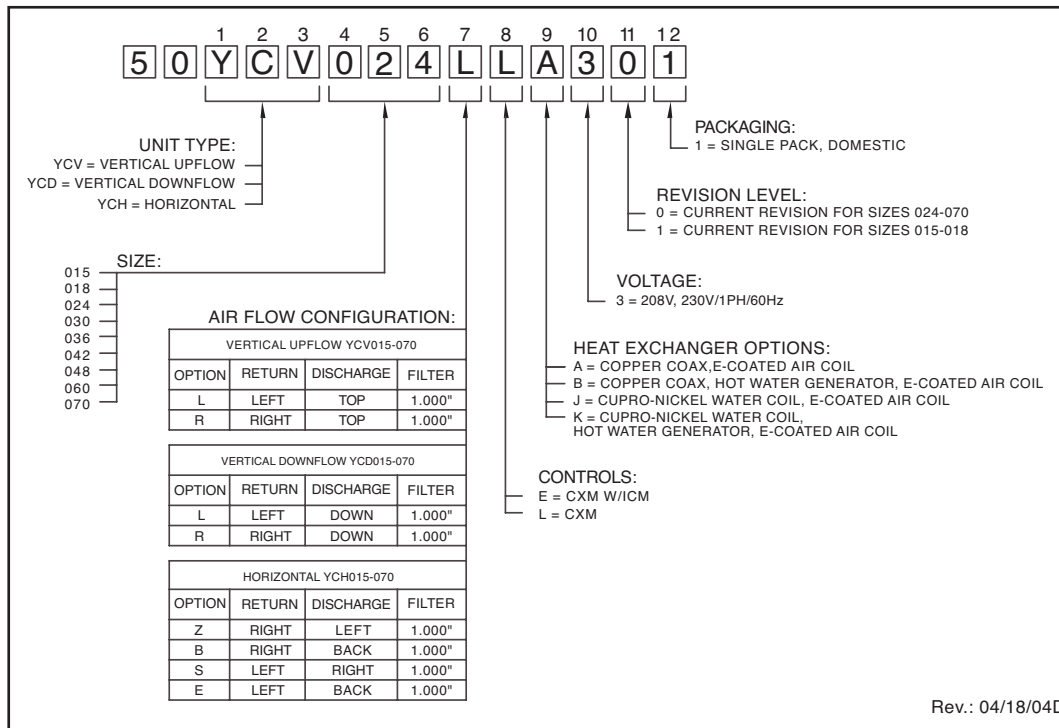 1 2 3 4 5 6 7 8 9 10 11 12
5 0 Y C V 0 2 4 L L A 3 0 1
UNIT TYPE:
YCV = VERTICAL UPFLOW
YCD = VERTICAL DOWNFLOW
YCH = HORIZONTAL
SIZE:
015
018
024
030
036
042
048
060
070
AIR FLOW CONFIGURATION:
VERTICAL UPFLOW YCV015-070
OPTION RETURN DISCHARGE FILTER
L LEFT TOP 1.000"
R RIGHT TOP 1.000"
VERTICAL DOWNFLOW YCD015-070
OPTION RETURN DISCHARGE FILTER
L LEFT DOWN 1.000"
R RIGHT DOWN 1.000"
HORIZONTAL YCH015-070
OPTION RETURN DISCHARGE FILTER
Z RIGHT LEFT 1.000"
B RIGHT BACK 1.000"
S LEFT RIGHT 1.000"
E LEFT BACK 1.000"
PACKAGING:
1 = SINGLE PACK, DOMESTIC
REVISION LEVEL:
0 = CURRENT REVISION FOR SIZES 024-070
1 = CURRENT REVISION FOR SIZES 015-018
VOLTAGE:
3 = 208V, 230V/1PH/60Hz
HEAT EXCHANGER OPTIONS:
A = COPPER COAX,E-COATED AIR COIL
B = COPPER COAX, HOT WATER GENERATOR, E-COATED AIR COIL
J = CUPRO-NICKEL WATER COIL, E-COATED AIR COIL
K = CUPRO-NICKEL WATER COIL,
HOT WATER GENERATOR, E-COATED AIR COIL
CONTROLS:
E = CXM W/ICM
L = CXM
Rev.: 04/18/04D